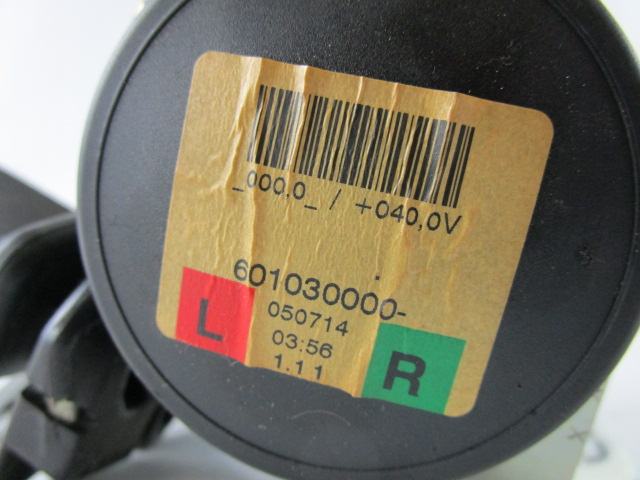 _000,0_ / +040,0V
601030000-
L
050714
R
03:56
1.11